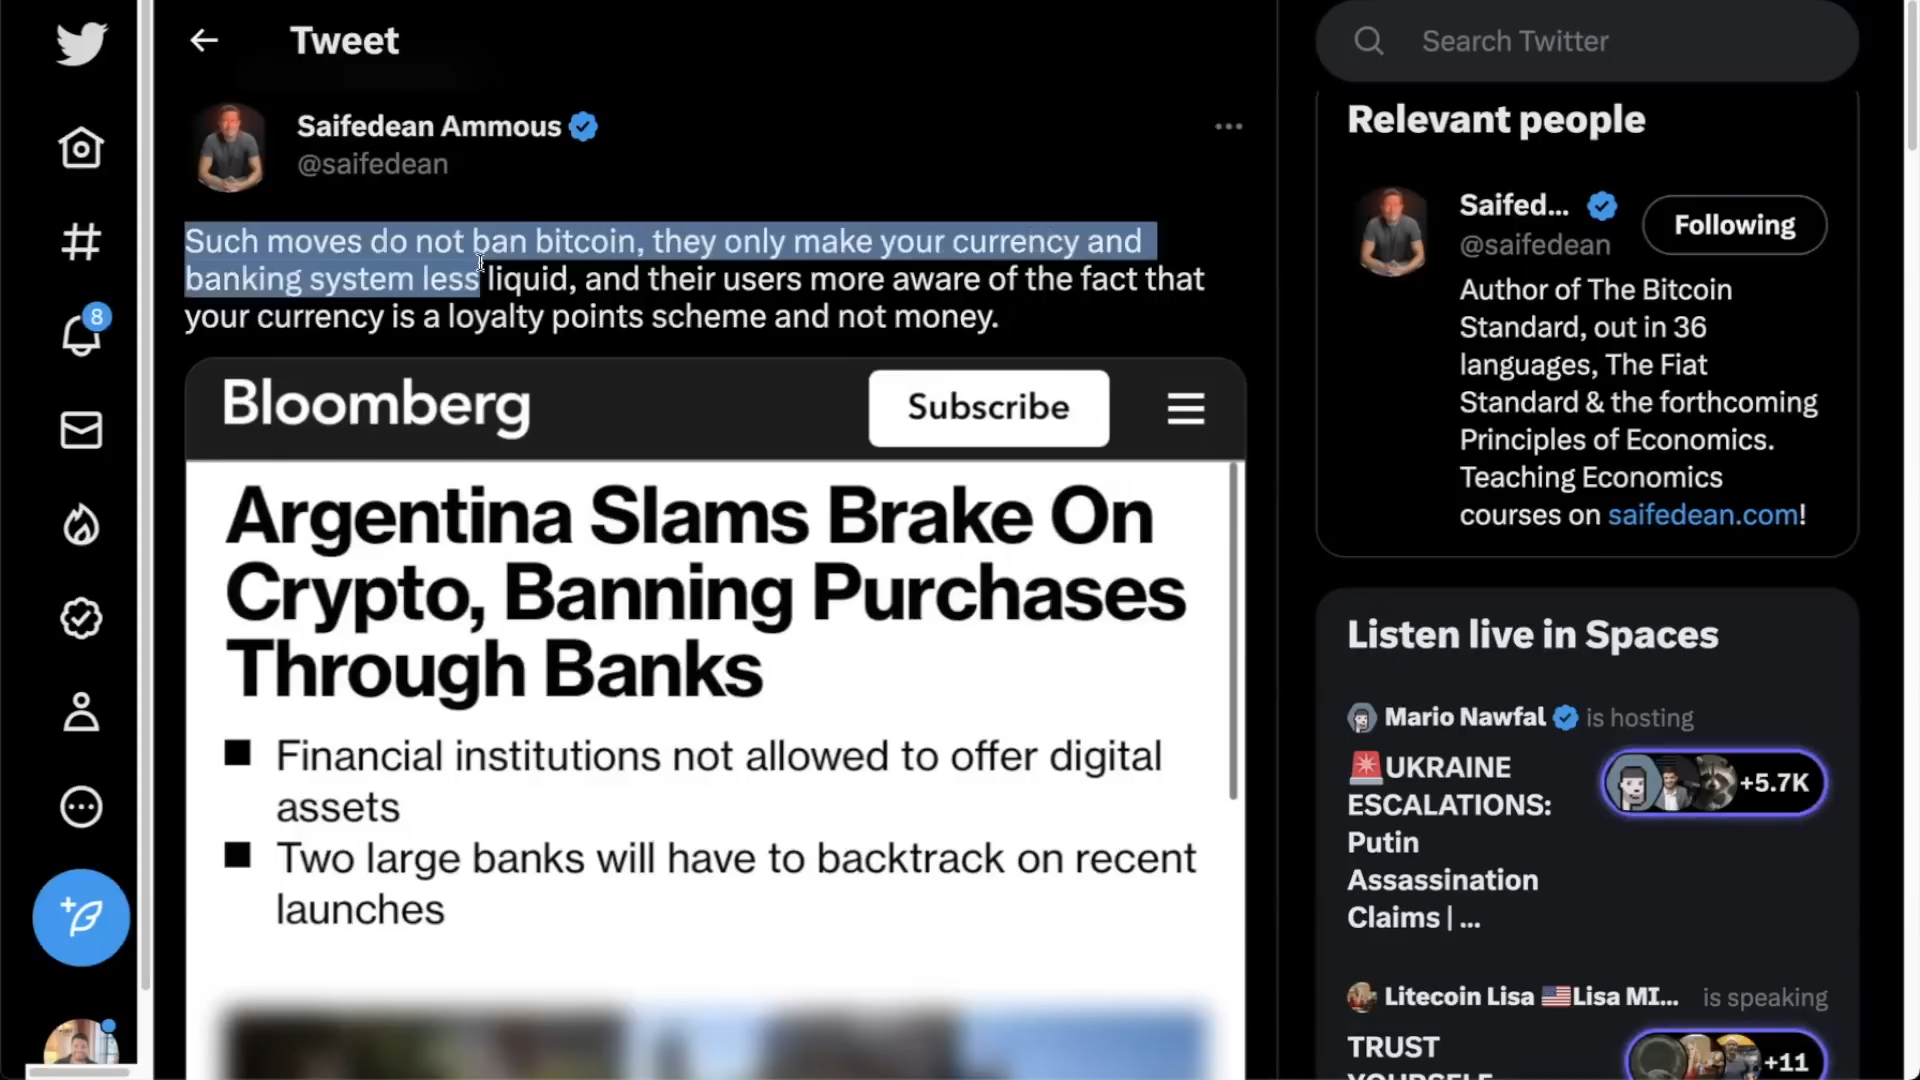 Tweet
Saifedean Ammous
@saifedean
Such moves do not ban bitcoin, they only make your currency and
banking system less liquid, and their users more aware of the fact that
your currency is a loyalty points scheme and not money.
Bloomberg
Subscribe
Argentina Slams Brake On
Crypto, Banning Purchases
Through Banks
Financial institutions not allowed to offer digital
assets
Two large banks will have to backtrack on recent
launches
8
Search Twitter
Relevant people
Saifed...
@saifedean
Following
Author of The Bitcoin
Standard, out in 36
languages, The Fiat
Standard & the forthcoming
Principles of Economics.
Teaching Economics
courses on saifedean.com!
Listen live in Spaces
Mario Nawfal is hosting
🚨UKRAINE
ESCALATIONS:
Putin
Assassination
Claims | ...
+5.7K
Litecoin Lisa 🇺🇸Lisa MI... is speaking
TRUST
YOURSELF
+11